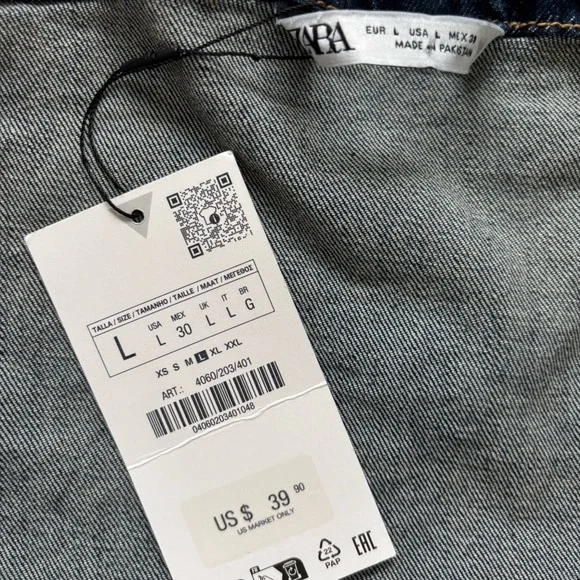 ZARA
EUR L USA L MEX 30
MADE IN PAKISTAN
TALLA / SIZE / TAMANHO / TAILLE / MAAT / ΜΕΓΕΘΟΣ
USA MEX UK IT BR
L L 30 L L G
XS S M L XL XXL
ART.: 4060/203/401
04060203401048
US $ 39 90
US MARKET ONLY
22
PAP
EAC